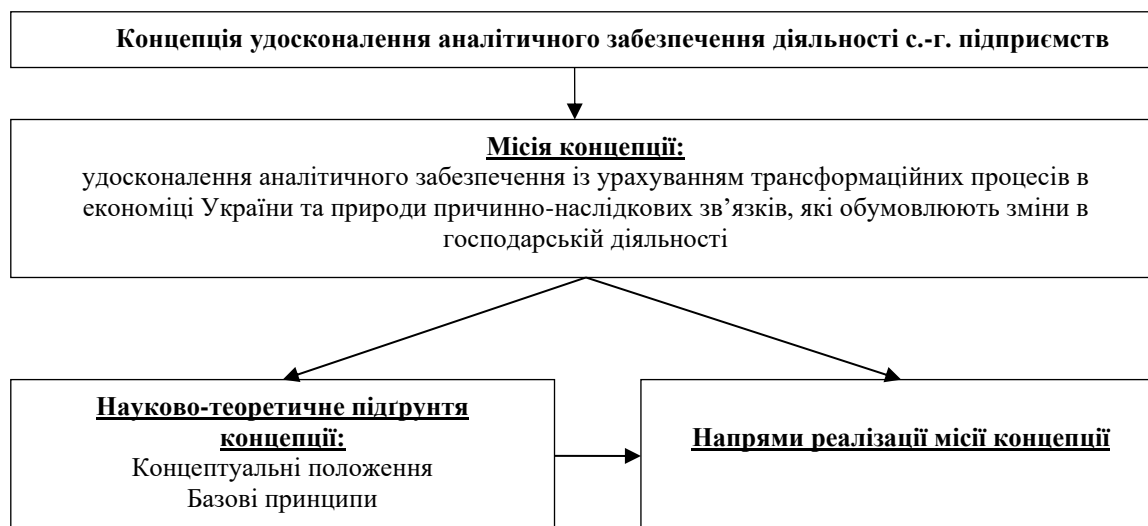 Концепція удосконалення аналітичного забезпечення діяльності с.-г. підприємств
Місія концепції:
удосконалення аналітичного забезпечення із урахуванням трансформаційних процесів в
економіці України та природи причинно-наслідкових зв’язків, які обумовлюють зміни в
господарській діяльності
Науково-теоретичне підґрунтя
концепції:
Концептуальні положення
Базові принципи
Напрями реалізації місії концепції